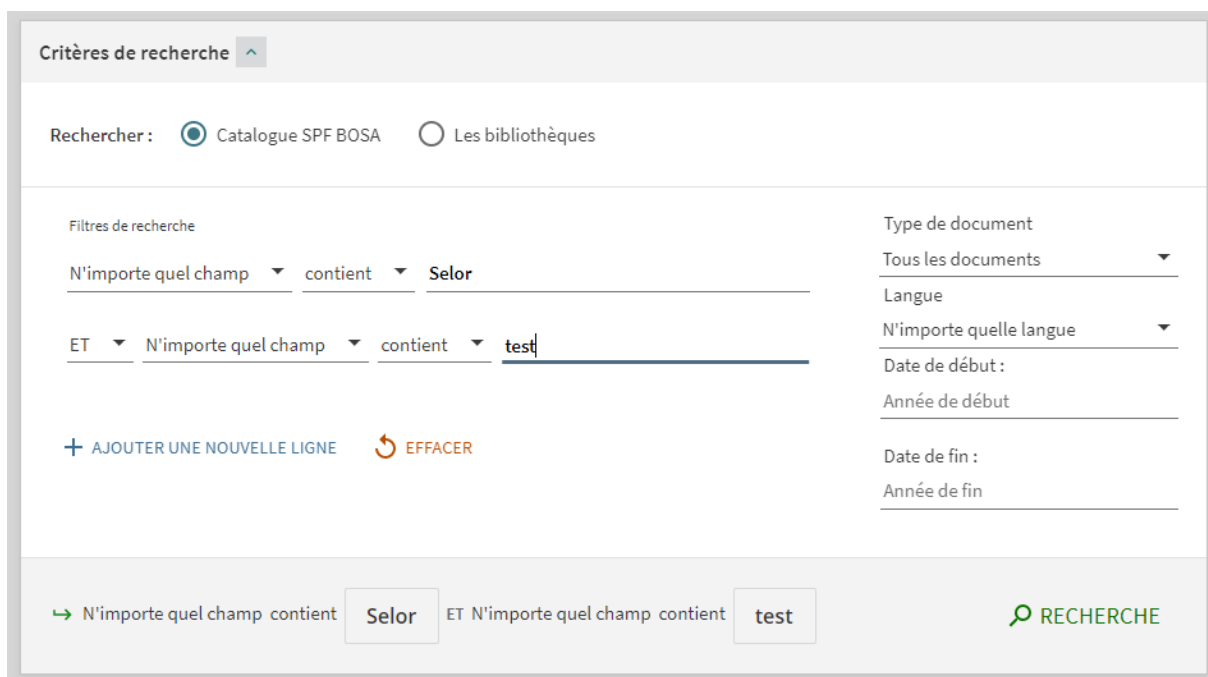 Critères de recherche
Rechercher : Catalogue SPF BOSA Les bibliothèques
Filtres de recherche
N'importe quel champ contient Selor
ET N'importe quel champ contient test
+ AJOUTER UNE NOUVELLE LIGNE EFFACER
Type de document
Tous les documents
Langue
N'importe quelle langue
Date de début :
Année de début
Date de fin :
Année de fin
N'importe quel champ contient Selor ET N'importe quel champ contient test RECHERCHE